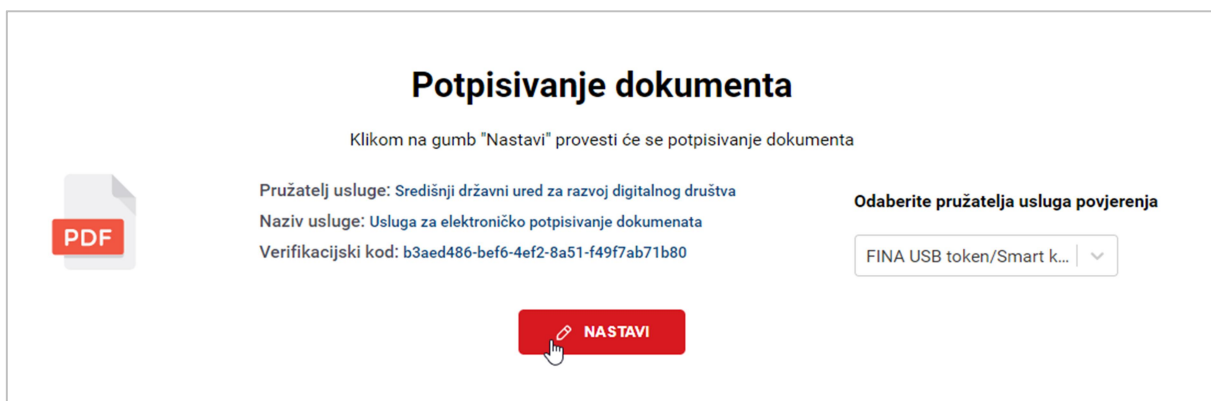 Potpisivanje dokumenta
Klikom na gumb "Nastavi" provesti će se potpisivanje dokumenta
PDF
Pružatelj usluge: Središnji državni ured za razvoj digitalnog društva
Naziv usluge: Usluga za elektroničko potpisivanje dokumenata
Verifikacijski kod: b3aed486-bef6-4ef2-8a51-f49f7ab71b80
Odaberite pružatelja usluga povjerenja
FINA USB token/Smart k...
NASTAVI